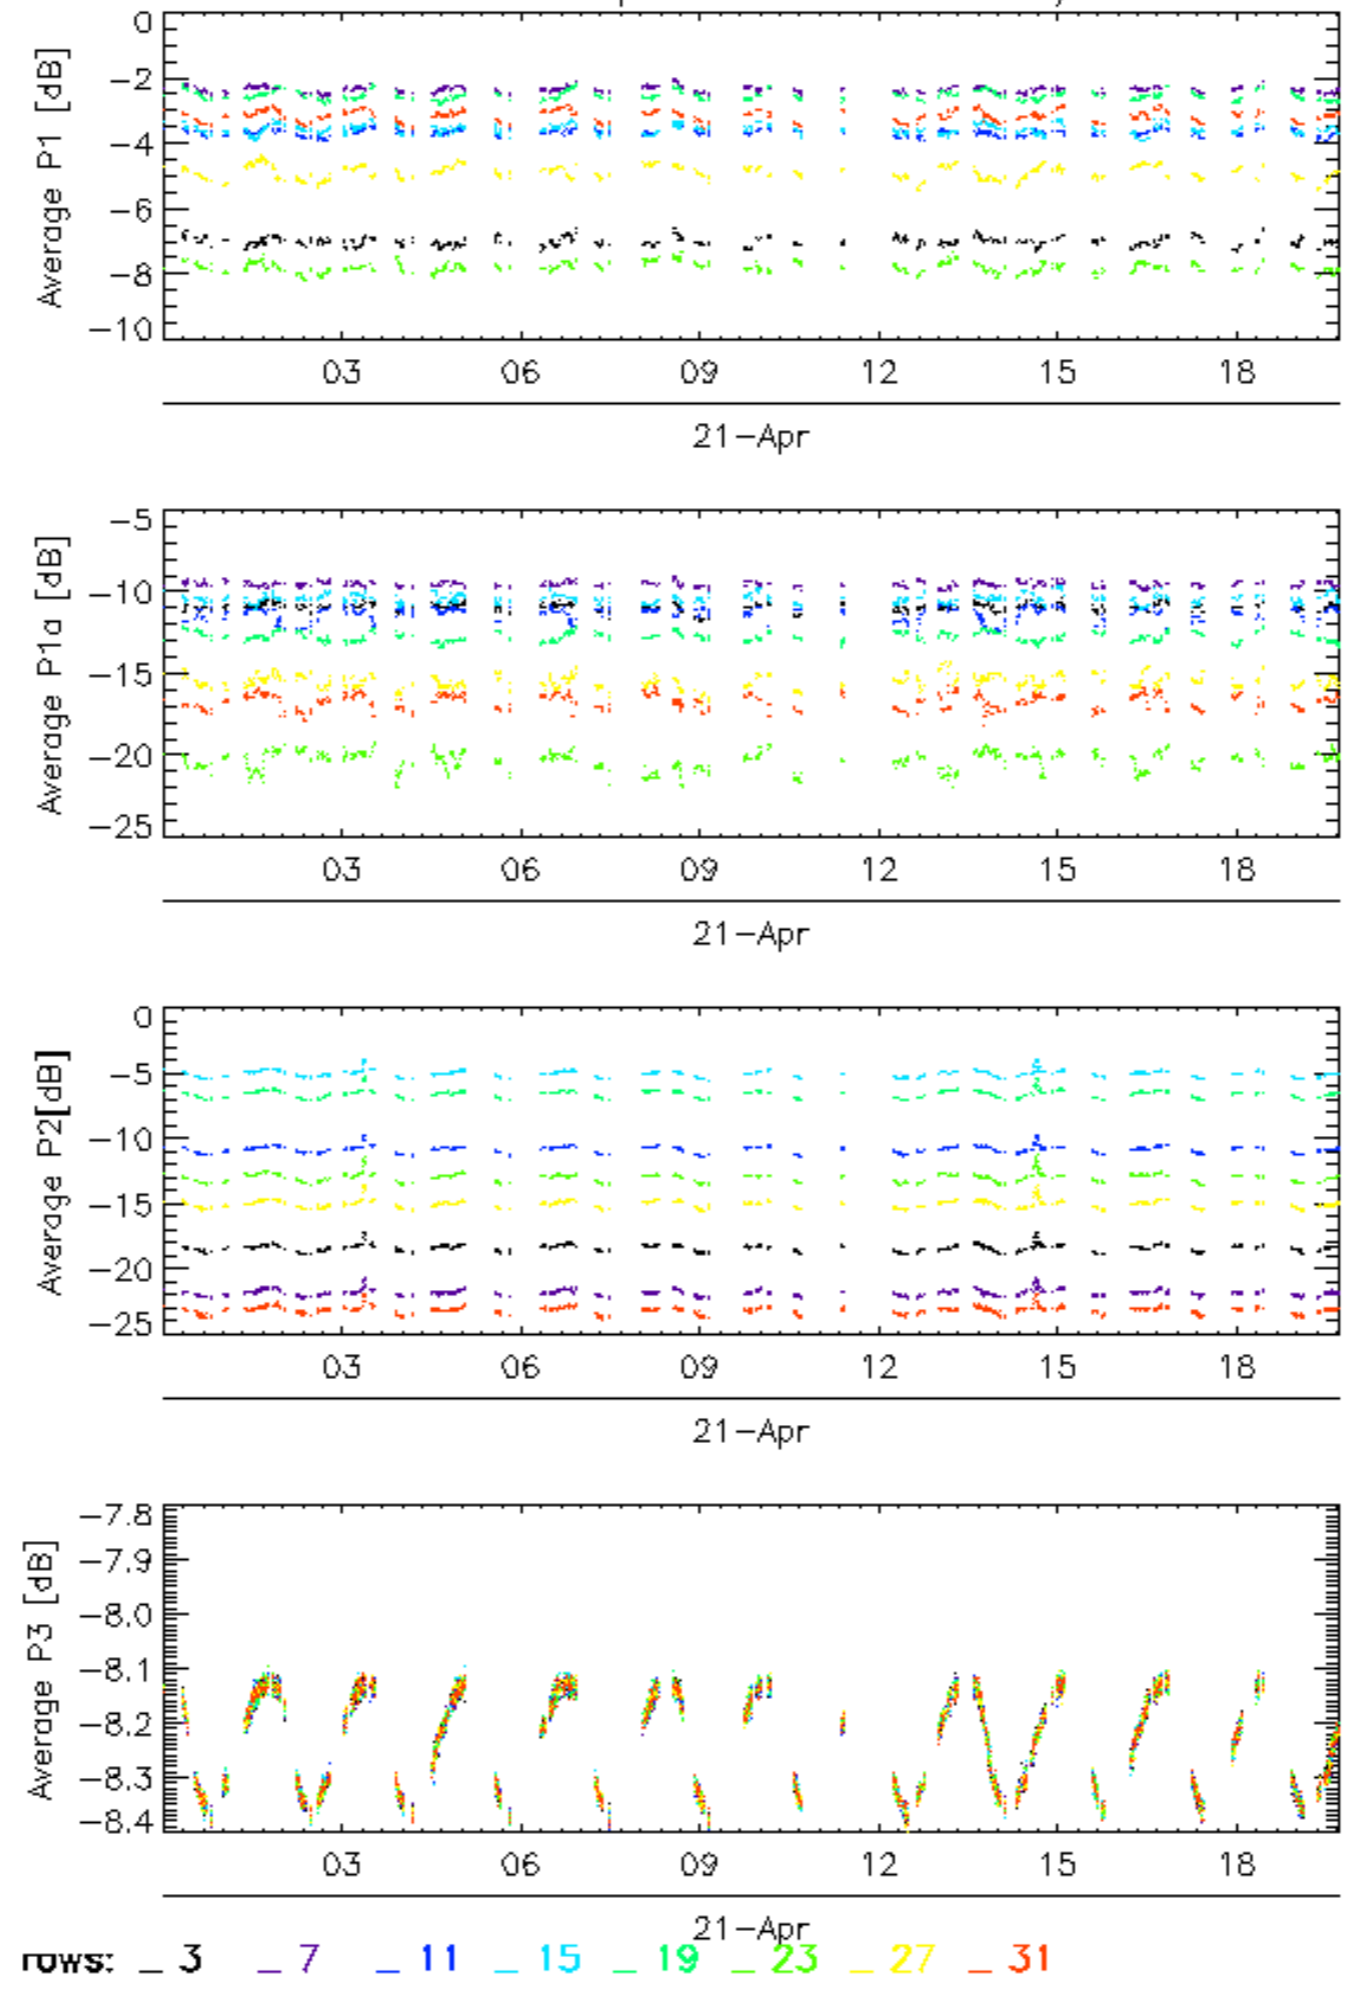 Average P1 [dB]
0
−2
−4
−6
−8
−10
03 06 09 12 15 18
21−Apr
Average P1a [dB]
−5
−10
−15
−20
−25
03 06 09 12 15 18
21−Apr
Average P2[dB]
0
−5
−10
−15
−20
−25
03 06 09 12 15 18
21−Apr
Average P3 [dB]
−7.8
−7.9
−8.0
−8.1
−8.2
−8.3
−8.4
03 06 09 12 15 18
21−Apr
rows: _ 3 _ 7 _ 11 _ 15 _ 19 _ 23 _ 27 _ 31